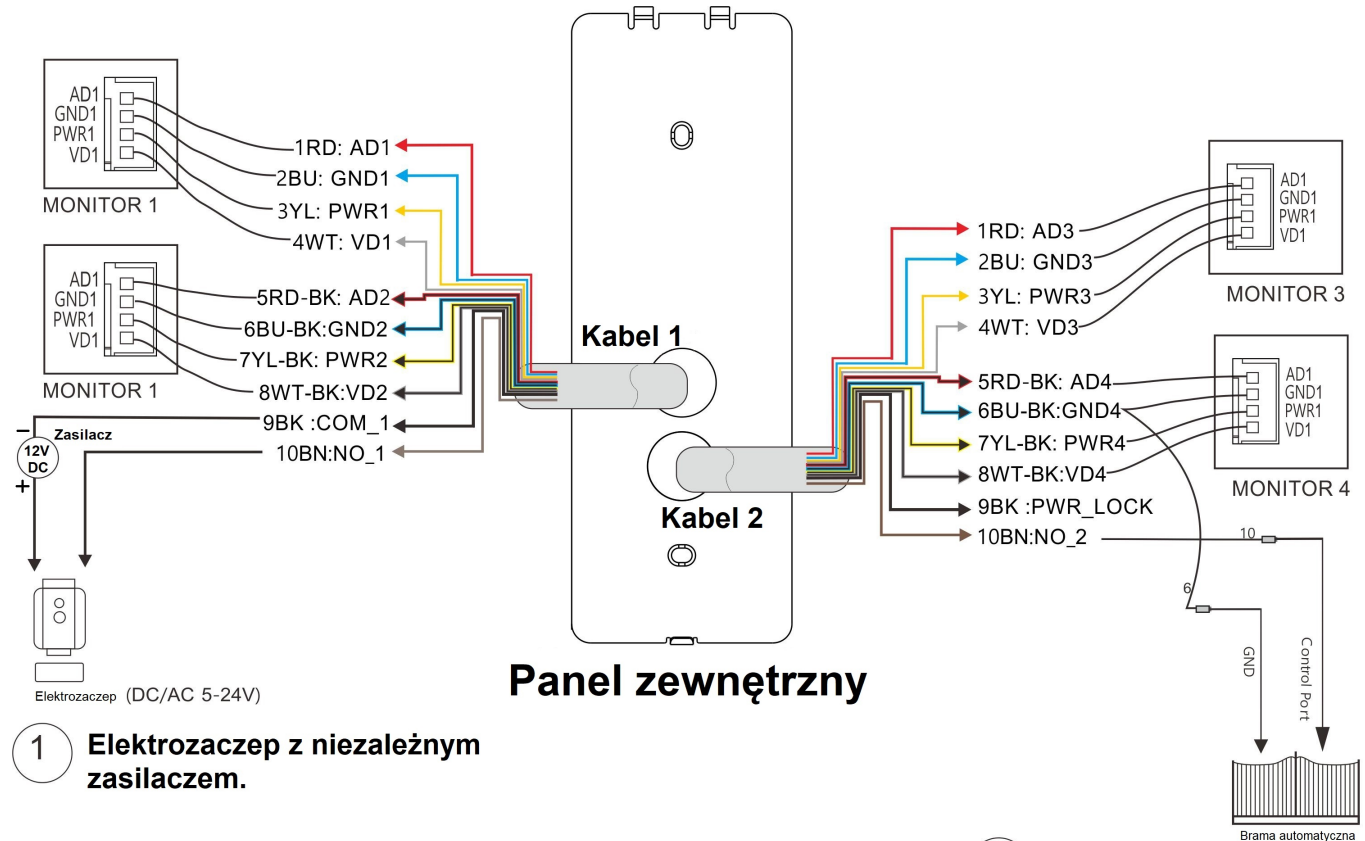 AD1
GND1
PWR1
VD1
MONITOR 1
1RD: AD1
2BU: GND1
3YL: PWR1
4WT: VD1
AD1
GND1
PWR1
VD1
MONITOR 1
5RD-BK: AD2
6BU-BK:GND2
7YL-BK: PWR2
8WT-BK:VD2
9BK :COM_1
10BN:NO_1
–
Zasilacz
12V
DC
+
Elektrozaczep (DC/AC 5-24V)
1
Elektrozaczep z niezależnym
zasilaczem.
Kabel 1
Kabel 2
Panel zewnętrzny
1RD: AD3
2BU: GND3
3YL: PWR3
4WT: VD3
AD1
GND1
PWR1
VD1
MONITOR 3
5RD-BK: AD4
6BU-BK:GND4
7YL-BK: PWR4
8WT-BK:VD4
9BK :PWR_LOCK
10BN:NO_2
AD1
GND1
PWR1
VD1
MONITOR 4
10
6
GND
Control Port
Brama automatyczna